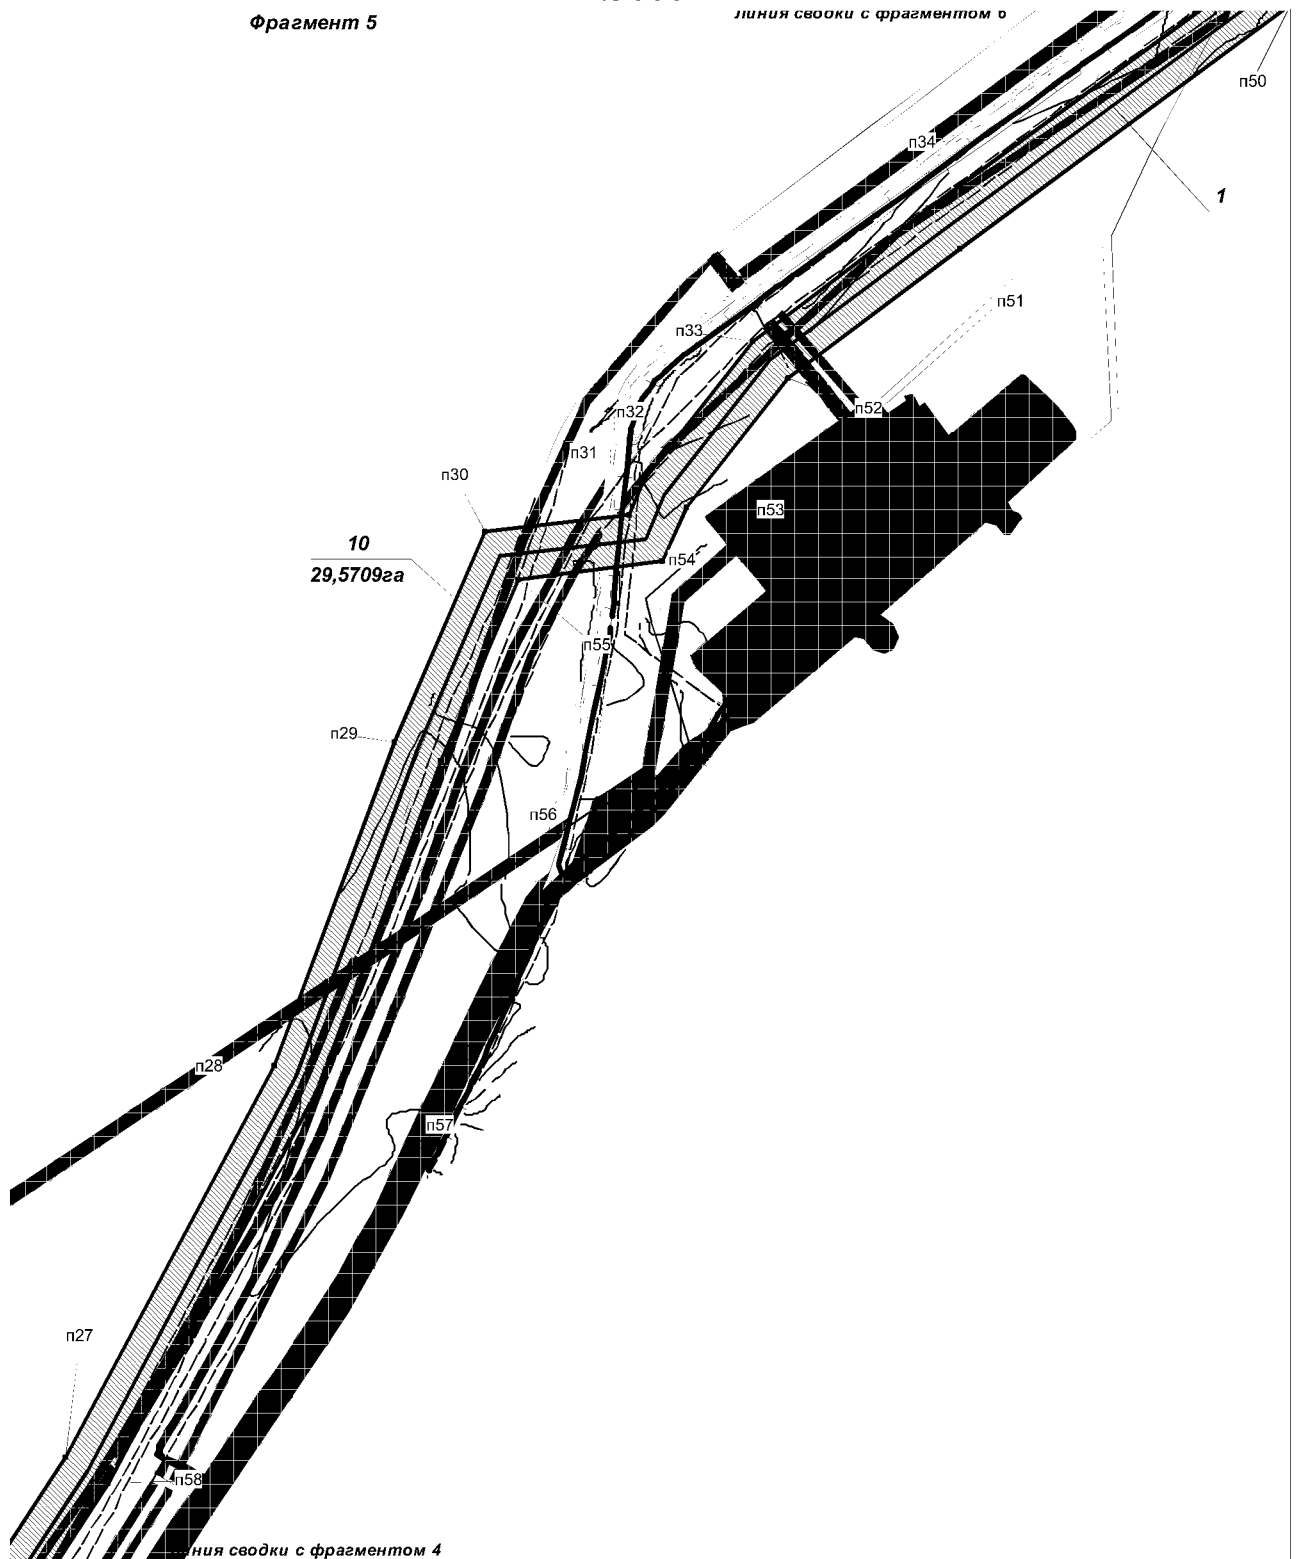 Фрагмент 5
линия сводки с фрагментом 6
п50
п34
1
п51
п33
п52
п32
п31
п30
п53
10
29,5709га
п54
п55
п29
п56
п28
п57
п27
п58
сводки с фрагментом 4